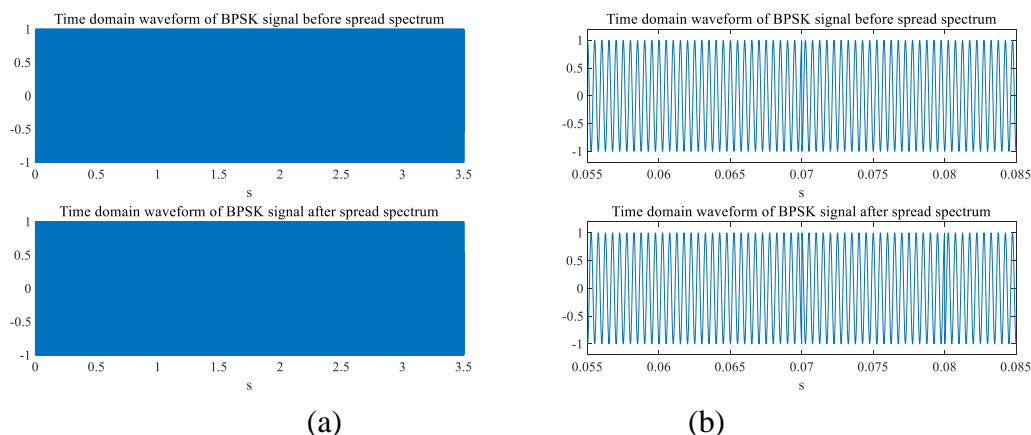 Time domain waveform of BPSK signal before spread spectrum
1
0.5
0
-0.5
-1
0 0.5 1 1.5 2 2.5 3 3.5
s
Time domain waveform of BPSK signal after spread spectrum
1
0.5
0
-0.5
-1
0 0.5 1 1.5 2 2.5 3 3.5
s
(a)
Time domain waveform of BPSK signal before spread spectrum
1
0.5
0
-0.5
-1
0.055 0.06 0.065 0.07 0.075 0.08 0.085
s
Time domain waveform of BPSK signal after spread spectrum
1
0.5
0
-0.5
-1
0.055 0.06 0.065 0.07 0.075 0.08 0.085
s
(b)